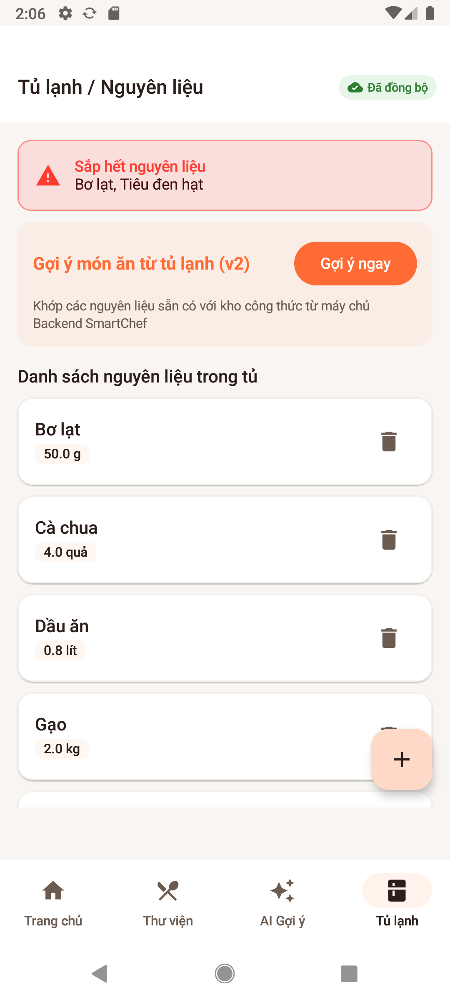 2:06
Tủ lạnh / Nguyên liệu
Đã đồng bộ
Sắp hết nguyên liệu
Bơ lạt, Tiêu đen hạt
Gợi ý món ăn từ tủ lạnh (v2)
Gợi ý ngay
Khớp các nguyên liệu sẵn có với kho công thức từ máy chủ
Backend SmartChef
Danh sách nguyên liệu trong tủ
Bơ lạt
50.0 g
Cà chua
4.0 quả
Dầu ăn
0.8 lít
Gạo
2.0 kg
Trang chủ
Thư viện
AI Gợi ý
Tủ lạnh